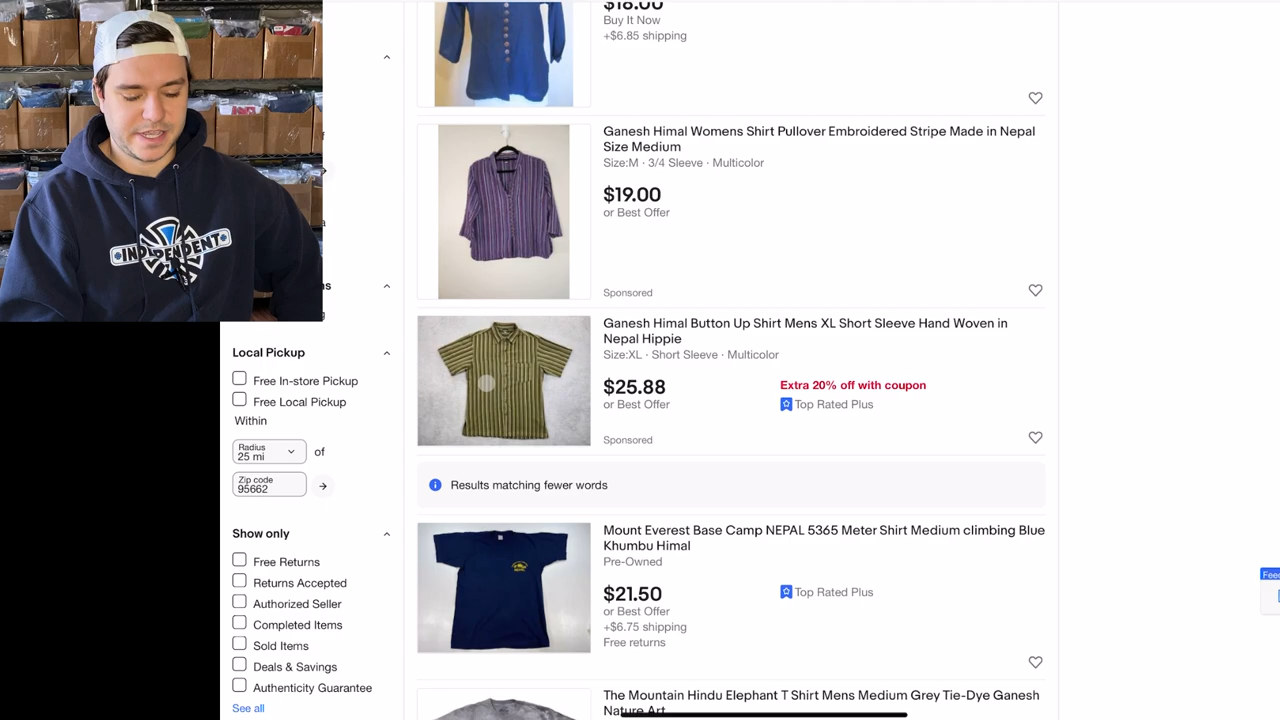 $18.00
Buy It Now
+$6.85 shipping
Ganesh Himal Womens Shirt Pullover Embroidered Stripe Made in Nepal
Size Medium
Size:M · 3/4 Sleeve · Multicolor
$19.00
or Best Offer
Sponsored
Ganesh Himal Button Up Shirt Mens XL Short Sleeve Hand Woven in
Nepal Hippie
Size:XL · Short Sleeve · Multicolor
$25.88
or Best Offer
Extra 20% off with coupon
Top Rated Plus
Sponsored
Results matching fewer words
Mount Everest Base Camp NEPAL 5365 Meter Shirt Medium climbing Blue
Khumbu Himal
Pre-Owned
$21.50
or Best Offer
+$6.75 shipping
Free returns
Top Rated Plus
The Mountain Hindu Elephant T Shirt Mens Medium Grey Tie-Dye Ganesh
Nature Art
INDEPENDENT
Local Pickup
Free In-store Pickup
Free Local Pickup
Within
Radius
25 mi
of
Zip code
95662
Show only
Free Returns
Returns Accepted
Authorized Seller
Completed Items
Sold Items
Deals & Savings
Authenticity Guarantee
See all